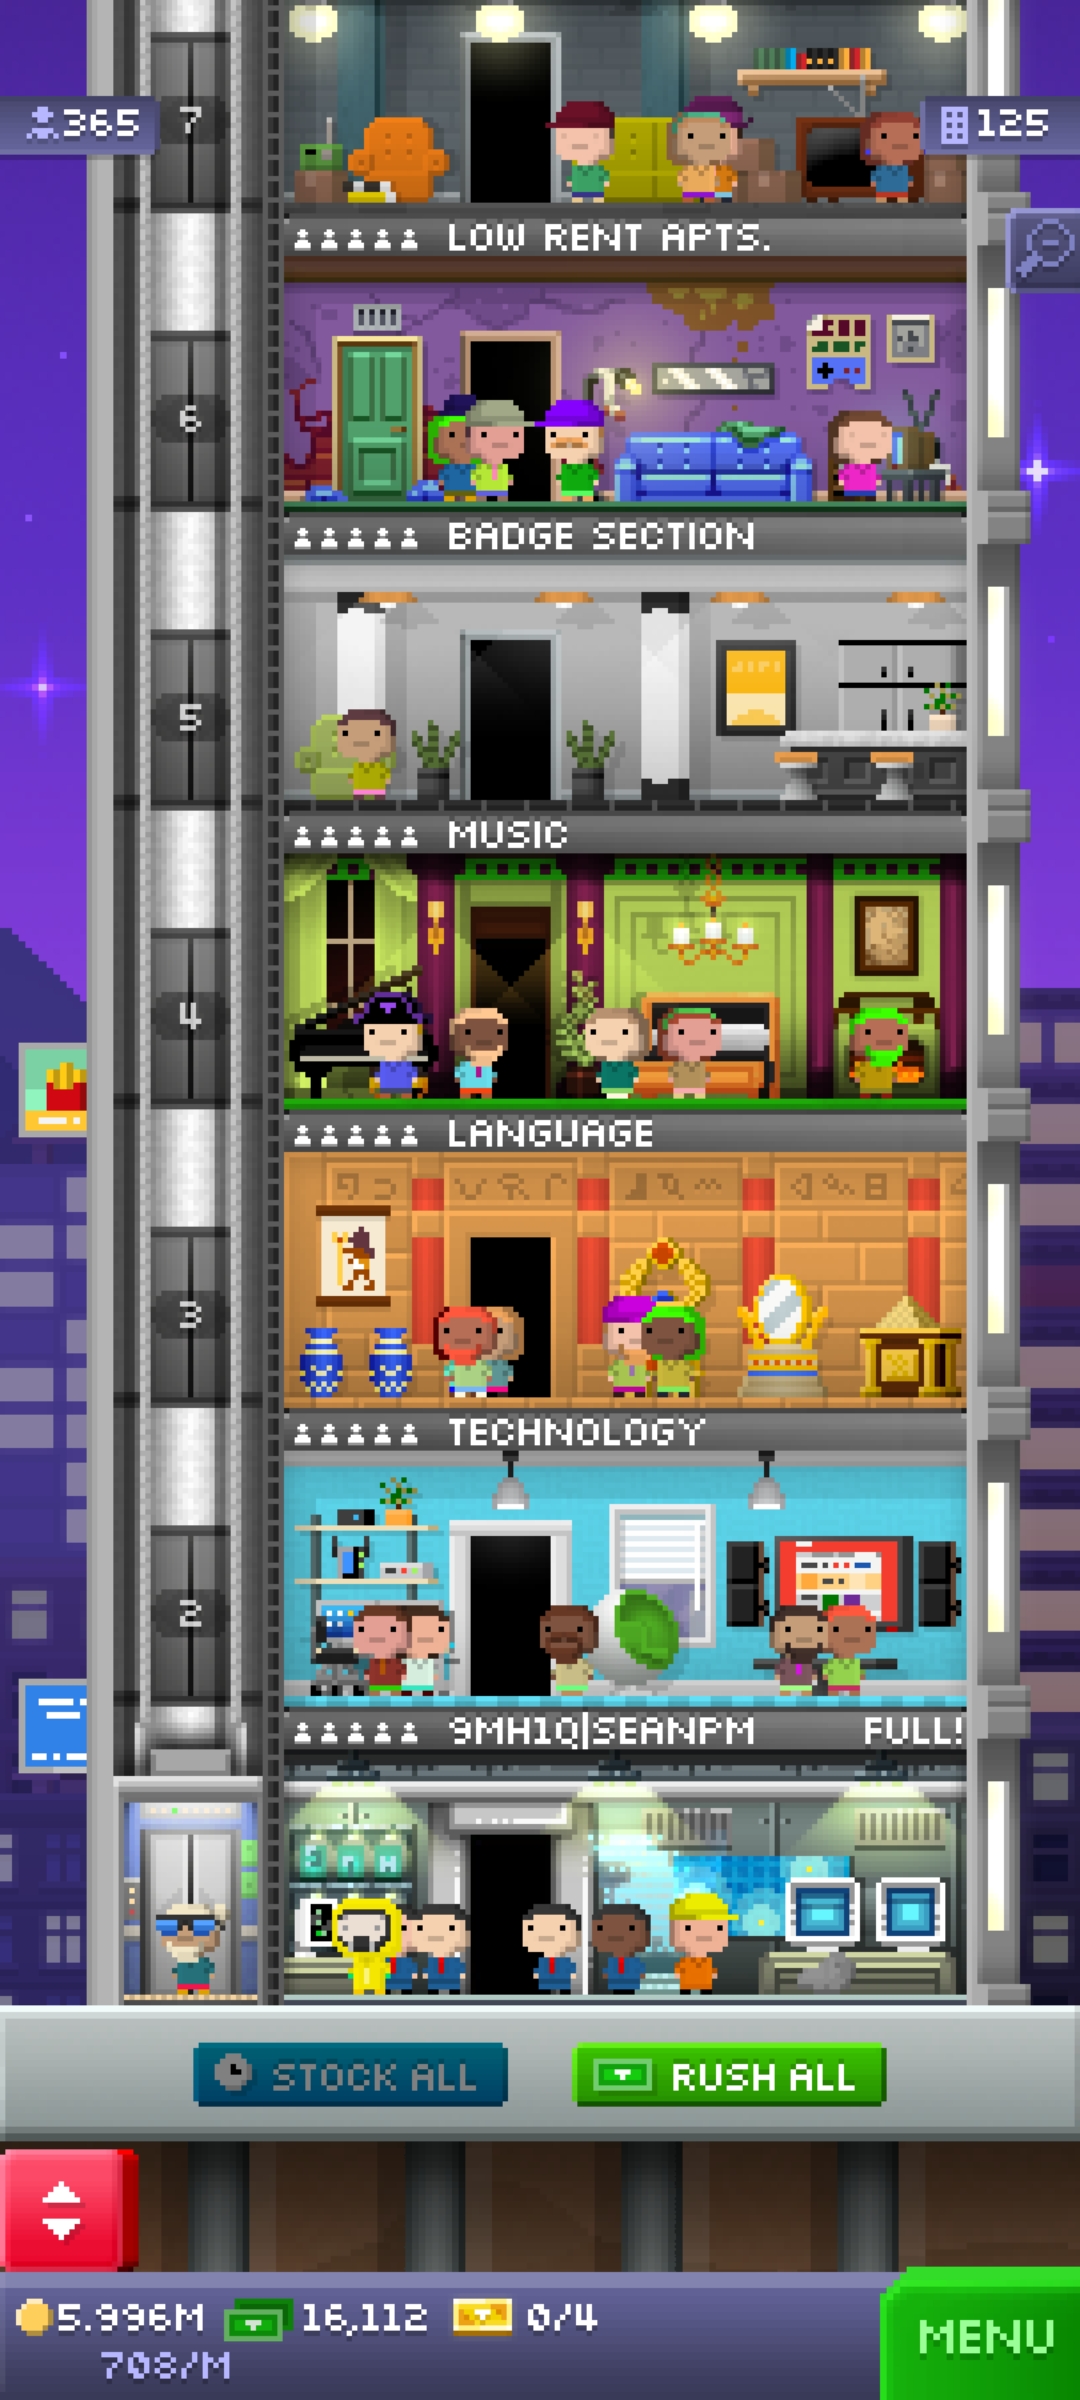 365
7
125
LOW RENT APTS.
6
BADGE SECTION
5
MUSIC
4
LANGUAGE
3
TECHNOLOGY
2
9MH1Q|SEANPM FULL!
STOCK ALL
RUSH ALL
5.996M 16,112 0/4
708/M
MENU